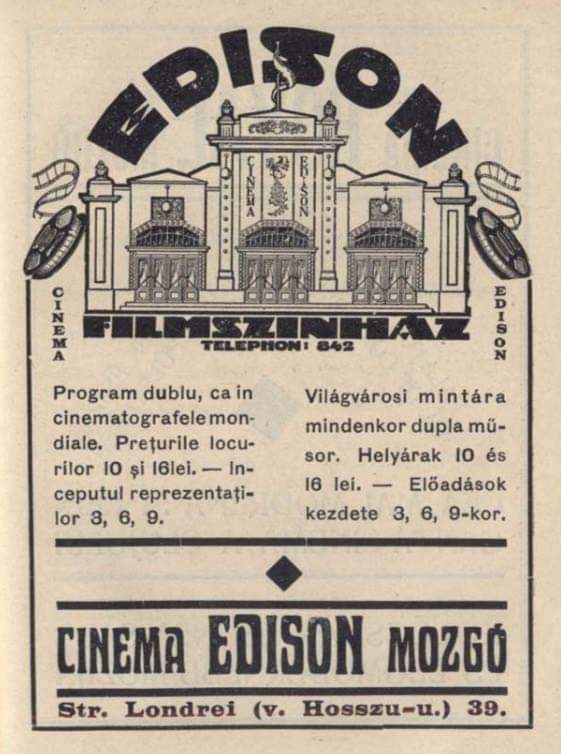 EDISON
CINEMA
EDISON
CINEMA
EDISON
FILMSZINHÁZ
TELEPHON: 842
Program dublu, ca in
cinematografele mon-
diale. Prețurile locu-
rilor 10 și 16 lei. — In-
ceputul reprezentați-
lor 3, 6, 9.
Világvárosi mintára
mindenkor dupla mű-
sor. Helyárak 10 és
16 lei. — Előadások
kezdete 3, 6, 9-kor.
CINEMA EDISON MOZGÓ
Str. Londrei (v. Hosszu-u.) 39.